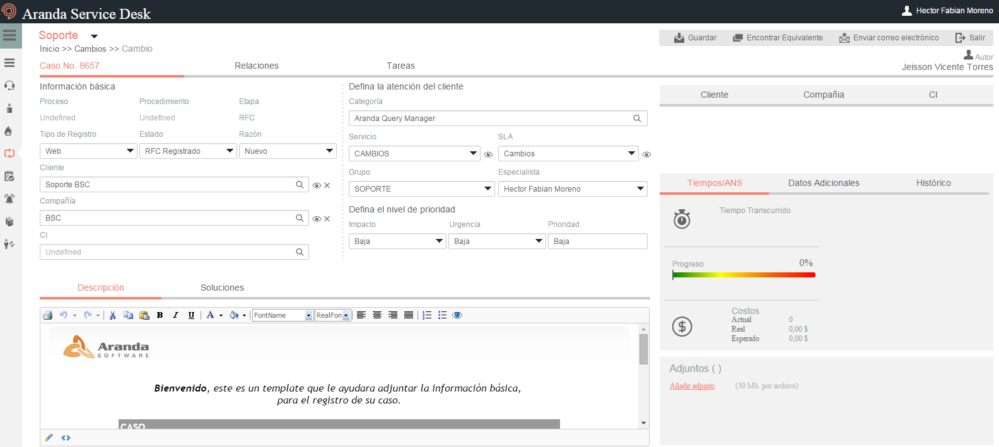 Aranda Service Desk
Hector Fabian Moreno
Soporte
Guardar
Encontrar Equivalente
Enviar correo electrónico
Salir
Inicio >> Cambios >> Cambio
Autor
Jeisson Vicente Torres
Caso No. 8657
Relaciones
Tareas
Información básica
Proceso
Procedimiento
Etapa
Undefined
Undefined
RFC
Tipo de Registro
Estado
Razón
Web
RFC Registrado
Nuevo
Cliente
Soporte BSC
Compañía
BSC
CI
Undefined
Defina la atención del cliente
Categoría
Aranda Query Manager
Servicio
SLA
CAMBIOS
Cambios
Grupo
Especialista
SOPORTE
Hector Fabian Moreno
Defina el nivel de prioridad
Impacto
Urgencia
Prioridad
Baja
Baja
Baja
Cliente
Compañia
CI
Tiempos/ANS
Datos Adicionales
Histórico
Tiempo Transcurrido
Progreso
0%
Costos
Actual 0
Real 0,00 $
Esperado 0,00 $
Adjuntos ( )
Añadir adjunto (30 Mb. por archivo)
Descripción
Soluciones
B I U A FontName RealFon
Aranda
SOFTWARE
Bienvenido, este es un template que le ayudara adjuntar la información básica,
para el registro de su caso.
CASO